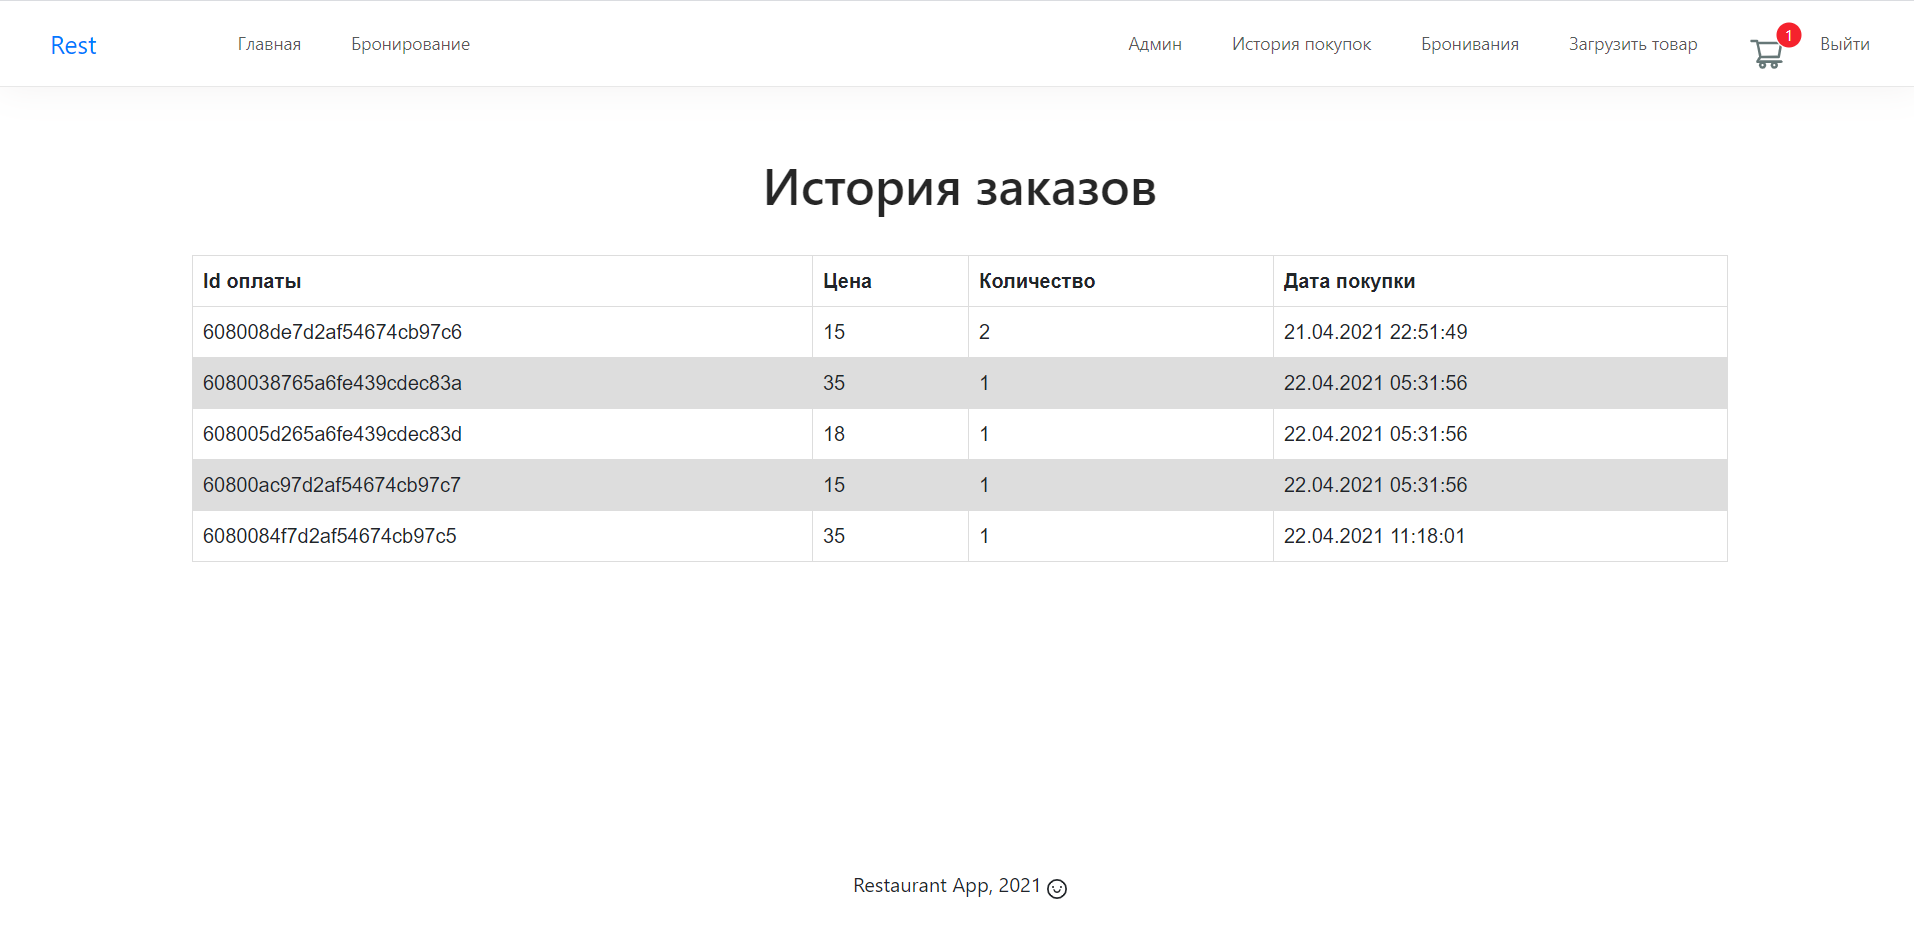 Rest Главная Бронирование Админ История покупок Бронивания Загрузить товар 1 Выйти
История заказов
Id оплаты Цена Количество Дата покупки
608008de7d2af54674cb97c6 15 2 21.04.2021 22:51:49
6080038765a6fe439cdec83a 35 1 22.04.2021 05:31:56
608005d265a6fe439cdec83d 18 1 22.04.2021 05:31:56
60800ac97d2af54674cb97c7 15 1 22.04.2021 05:31:56
6080084f7d2af54674cb97c5 35 1 22.04.2021 11:18:01
Restaurant App, 2021